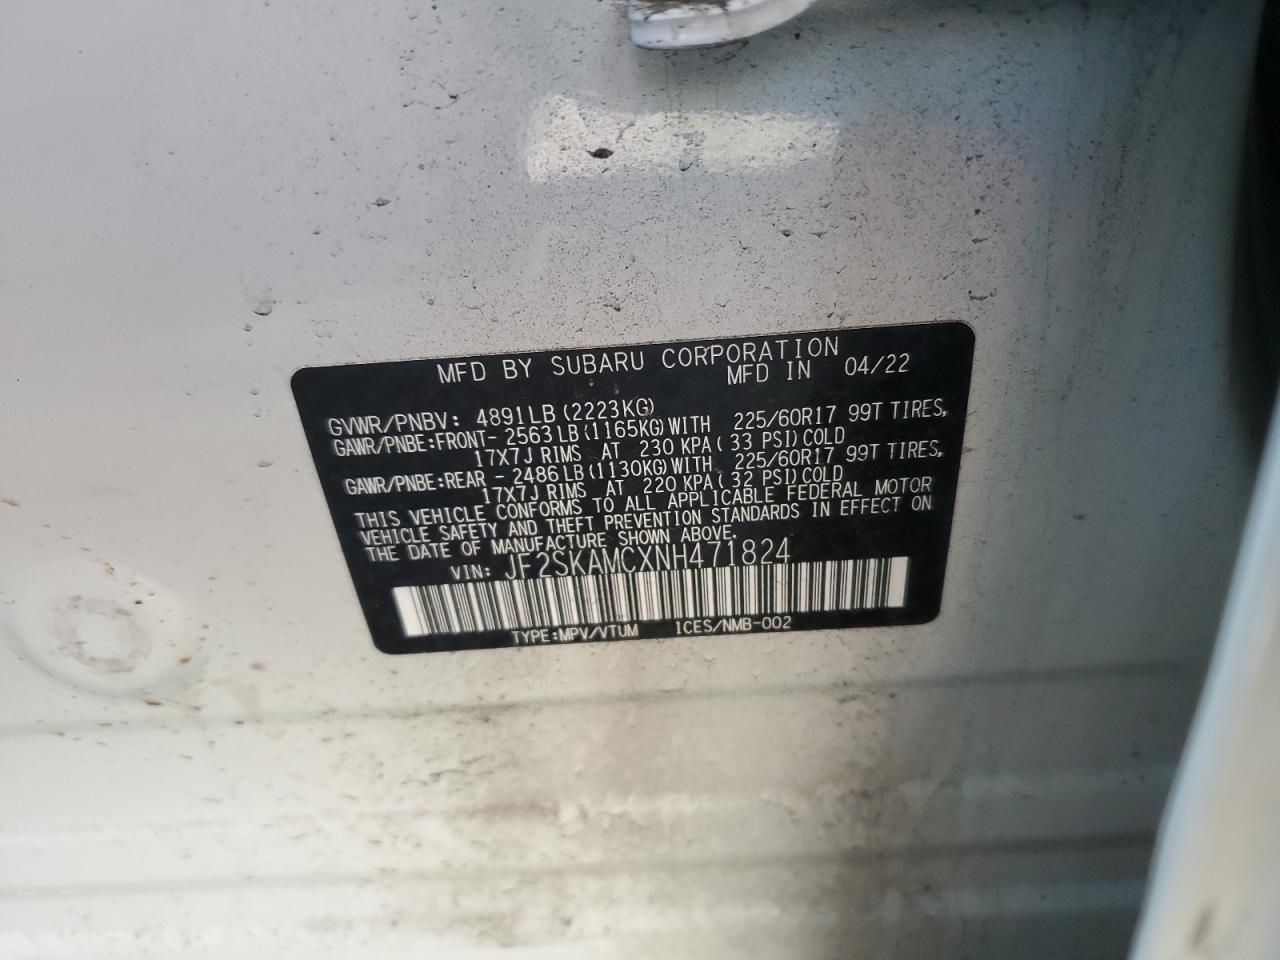 MFD BY SUBARU CORPORATION
MFD IN 04/22
GVWR/PNBV: 4891LB(2223KG)
GAWR/PNBE:FRONT- 2563LB(1165KG)WITH 225/60R17 99T TIRES,
17X7J RIMS AT 230 KPA( 33 PSI)COLD
GAWR/PNBE:REAR - 2486LB(1130KG)WITH 225/60R17 99T TIRES,
17X7J RIMS AT 220 KPA( 32 PSI)COLD
THIS VEHICLE CONFORMS TO ALL APPLICABLE FEDERAL MOTOR
VEHICLE SAFETY AND THEFT PREVENTION STANDARDS IN EFFECT ON
THE DATE OF MANUFACTURE SHOWN ABOVE.
VIN: JF2SKAMCXNH471824
TYPE:MPV/VTUM ICES/NMB-002